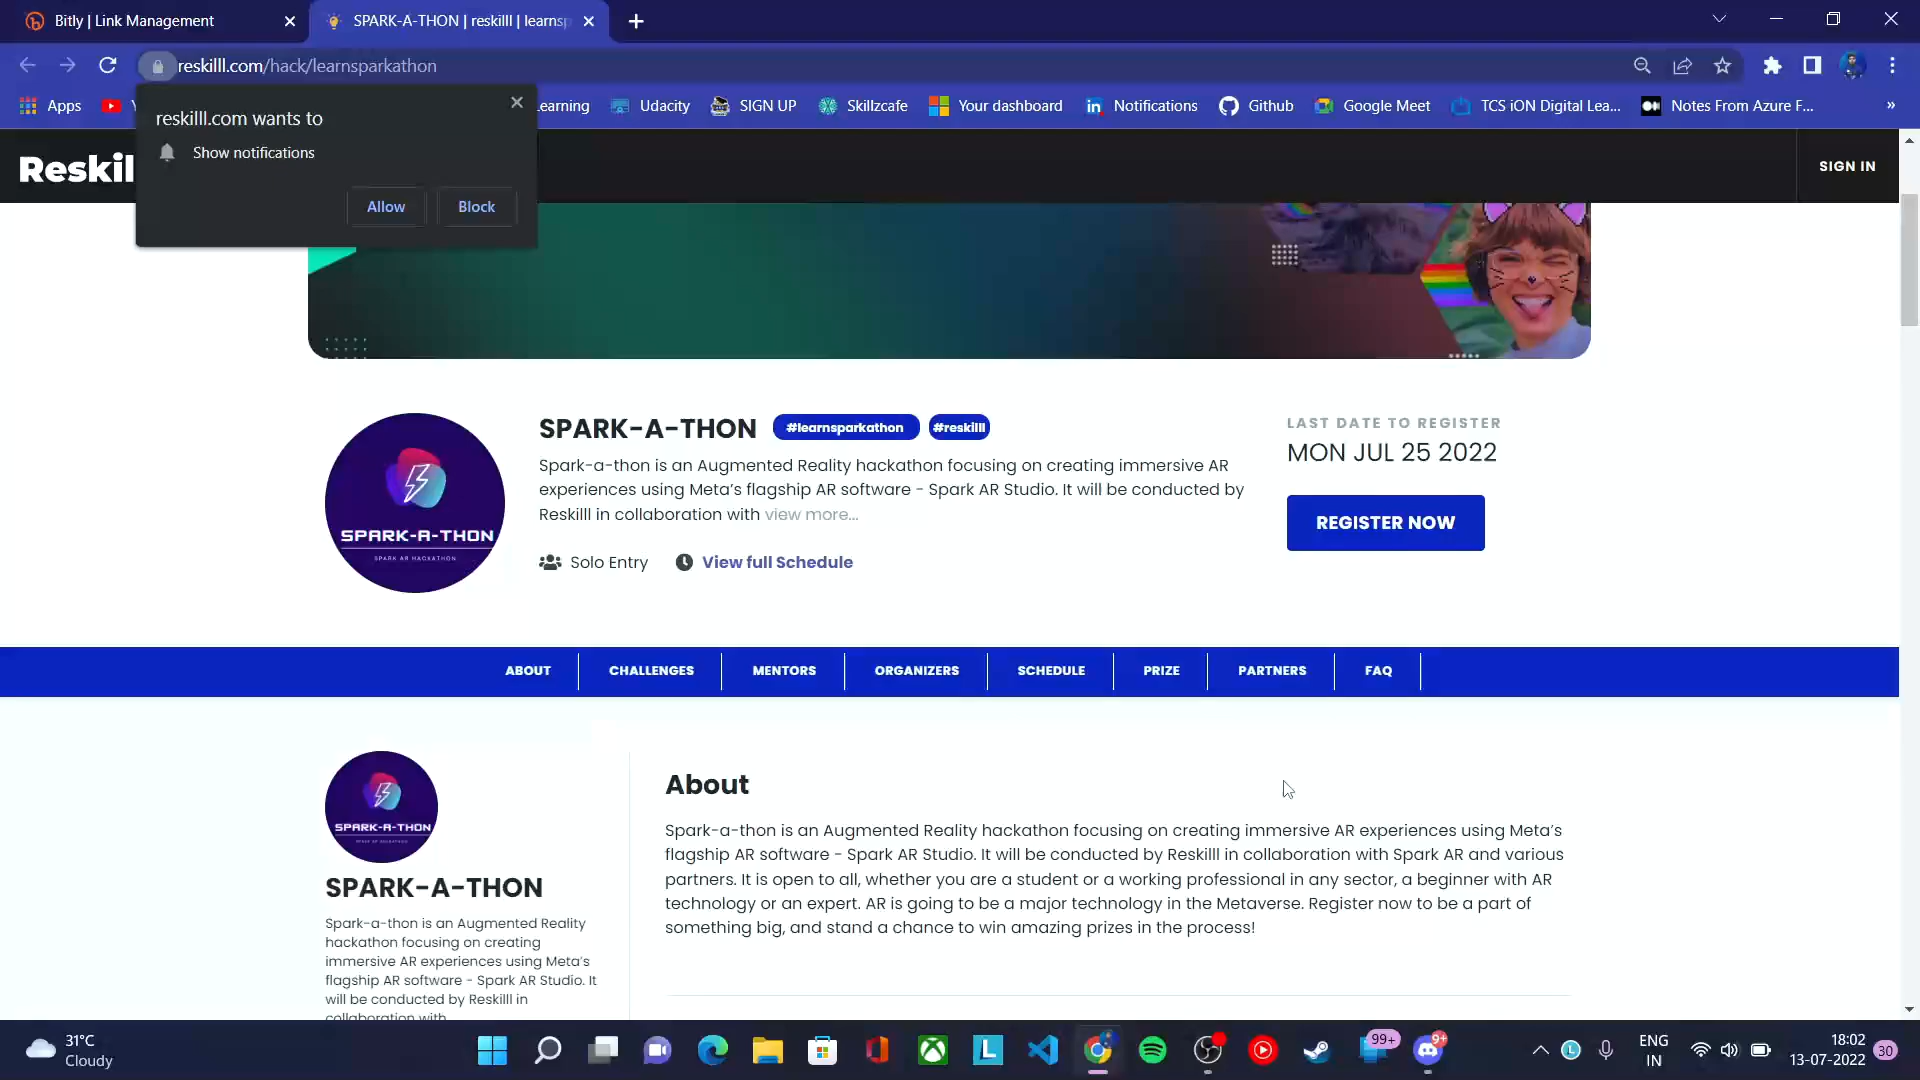 Bitly | Link Management
SPARK-A-THON | reskilll | learnsp
reskilll.com/hack/learnsparkathon
Apps
earning
Udacity
SIGN UP
Skillzcafe
Your dashboard
Notifications
Github
Google Meet
TCS iON Digital Lea...
Notes From Azure F...
reskilll.com wants to
Show notifications
Allow
Block
Reskil
SIGN IN
SPARK-A-THON
#learnsparkathon
#reskilll
Spark-a-thon is an Augmented Reality hackathon focusing on creating immersive AR
experiences using Meta's flagship AR software - Spark AR Studio. It will be conducted by
Reskilll in collaboration with view more...
Solo Entry
View full Schedule
LAST DATE TO REGISTER
MON JUL 25 2022
REGISTER NOW
SPARK-A-THON
SPARK AR HACKATHON
ABOUT
CHALLENGES
MENTORS
ORGANIZERS
SCHEDULE
PRIZE
PARTNERS
FAQ
SPARK-A-THON
SPARK-A-THON
Spark-a-thon is an Augmented Reality
hackathon focusing on creating
immersive AR experiences using Meta's
flagship AR software - Spark AR Studio. It
will be conducted by Reskilll in
collaboration with
About
Spark-a-thon is an Augmented Reality hackathon focusing on creating immersive AR experiences using Meta's
flagship AR software - Spark AR Studio. It will be conducted by Reskilll in collaboration with Spark AR and various
partners. It is open to all, whether you are a student or a working professional in any sector, a beginner with AR
technology or an expert. AR is going to be a major technology in the Metaverse. Register now to be a part of
something big, and stand a chance to win amazing prizes in the process!
31°C
Cloudy
99+
9+
ENG
IN
18:02
13-07-2022
30